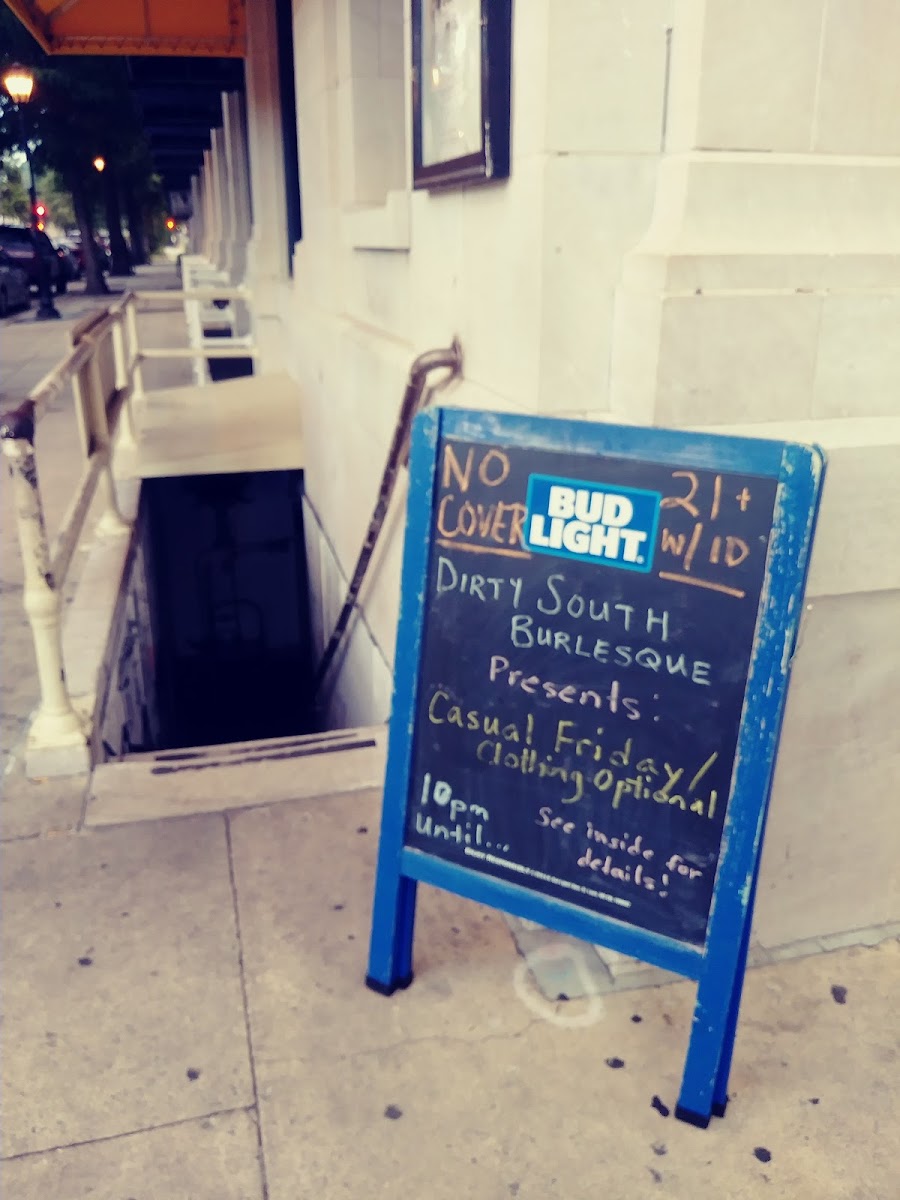 NO
COVER
BUD
LIGHT
21+
w/ ID
DIRTY SOUTH
BURLESQUE
Presents:
Casual Friday/
Clothing Optional
10pm
Until...
See inside for
details!